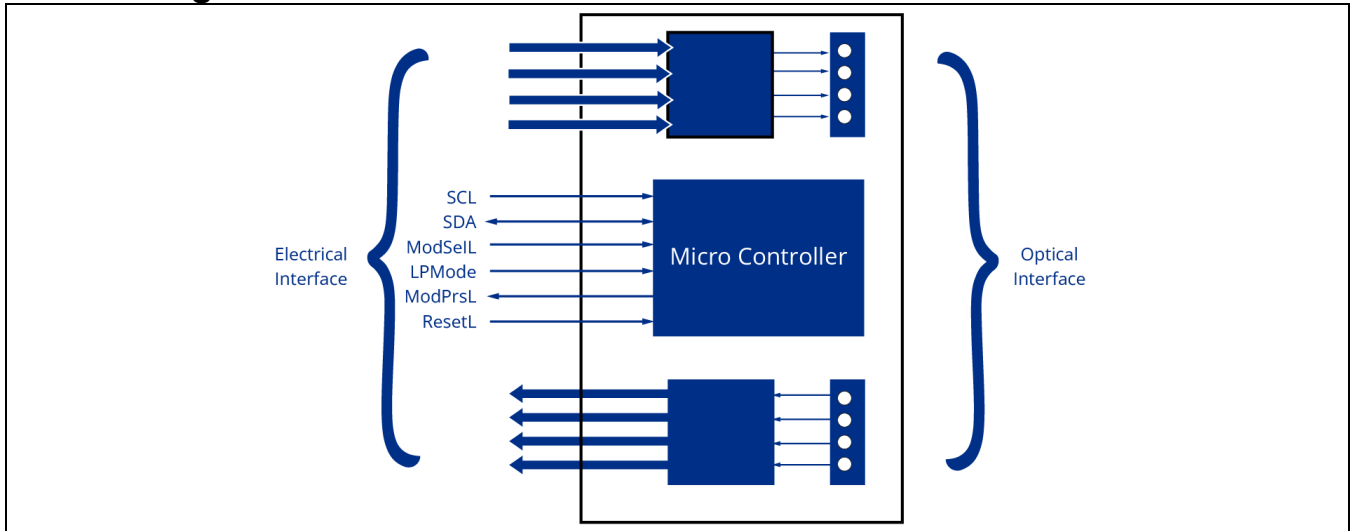 SCL
SDA
ModSelL
LPMode
ModPrsL
ResetL
Electrical
Interface
Micro Controller
Optical
Interface